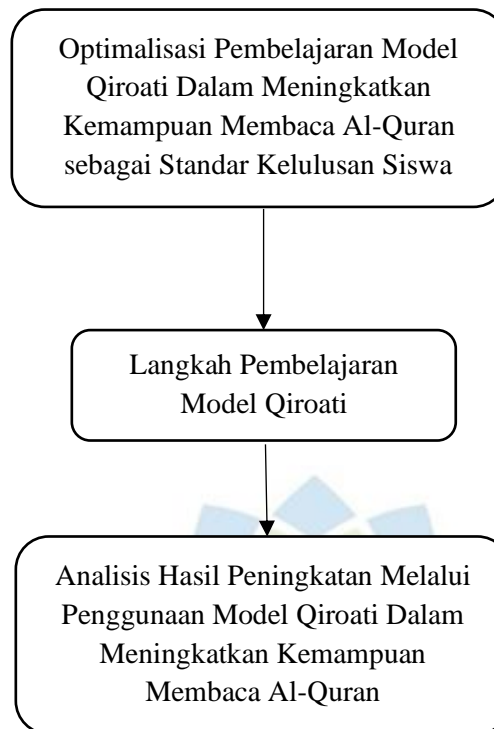 Optimalisasi Pembelajaran Model
Qiroati Dalam Meningkatkan
Kemampuan Membaca Al-Quran
sebagai Standar Kelulusan Siswa
Langkah Pembelajaran
Model Qiroati
Analisis Hasil Peningkatan Melalui
Penggunaan Model Qiroati Dalam
Meningkatkan Kemampuan
Membaca Al-Quran